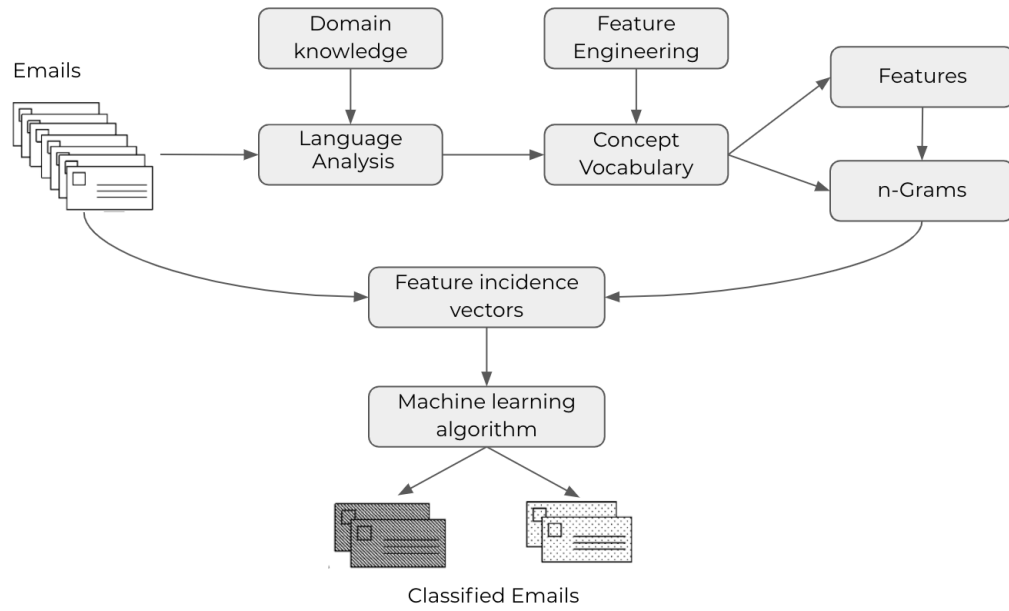 Domain
knowledge
Feature
Engineering
Emails
Features
Language
Analysis
Concept
Vocabulary
n-Grams
Feature incidence
vectors
Machine learning
algorithm
Classified Emails